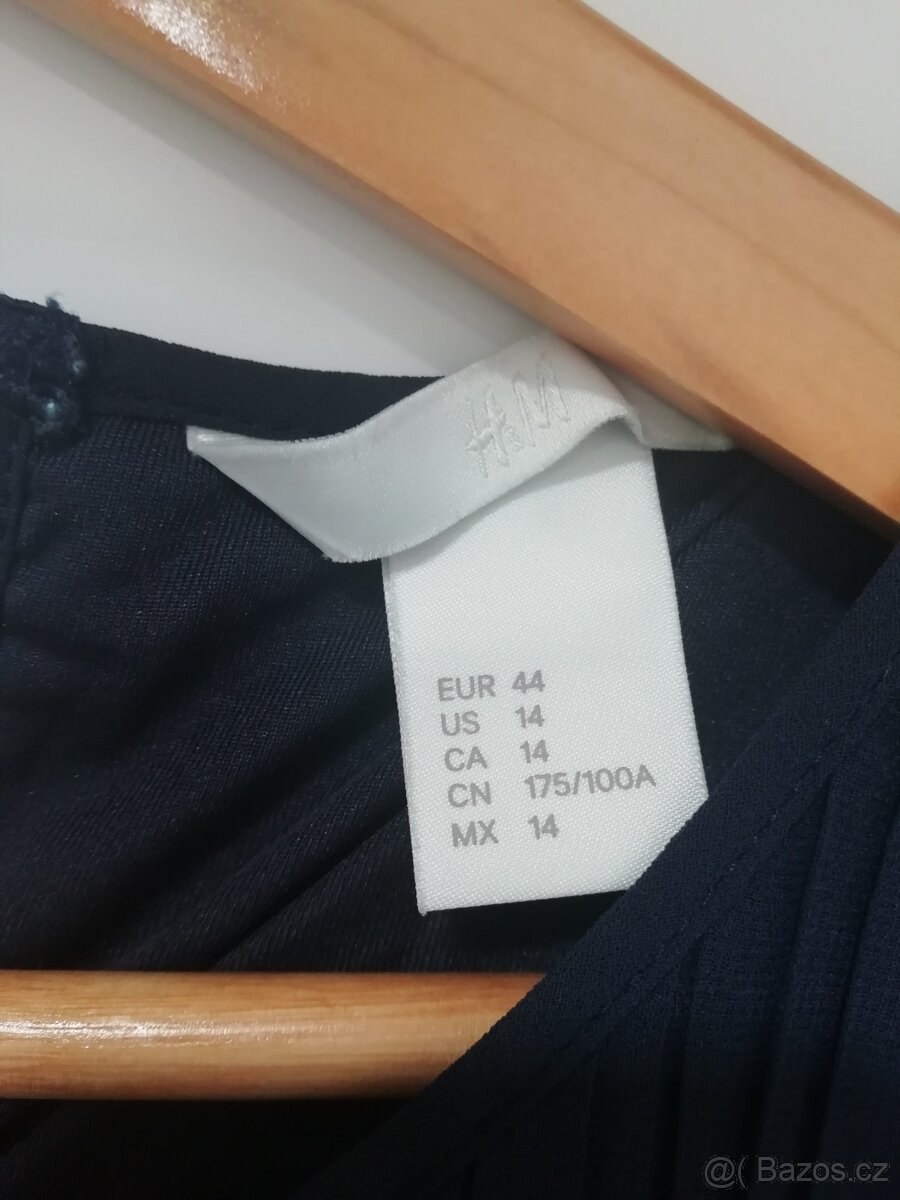 H&M
EUR 44
US 14
CA 14
CN 175/100A
MX 14
@( Bazos.cz